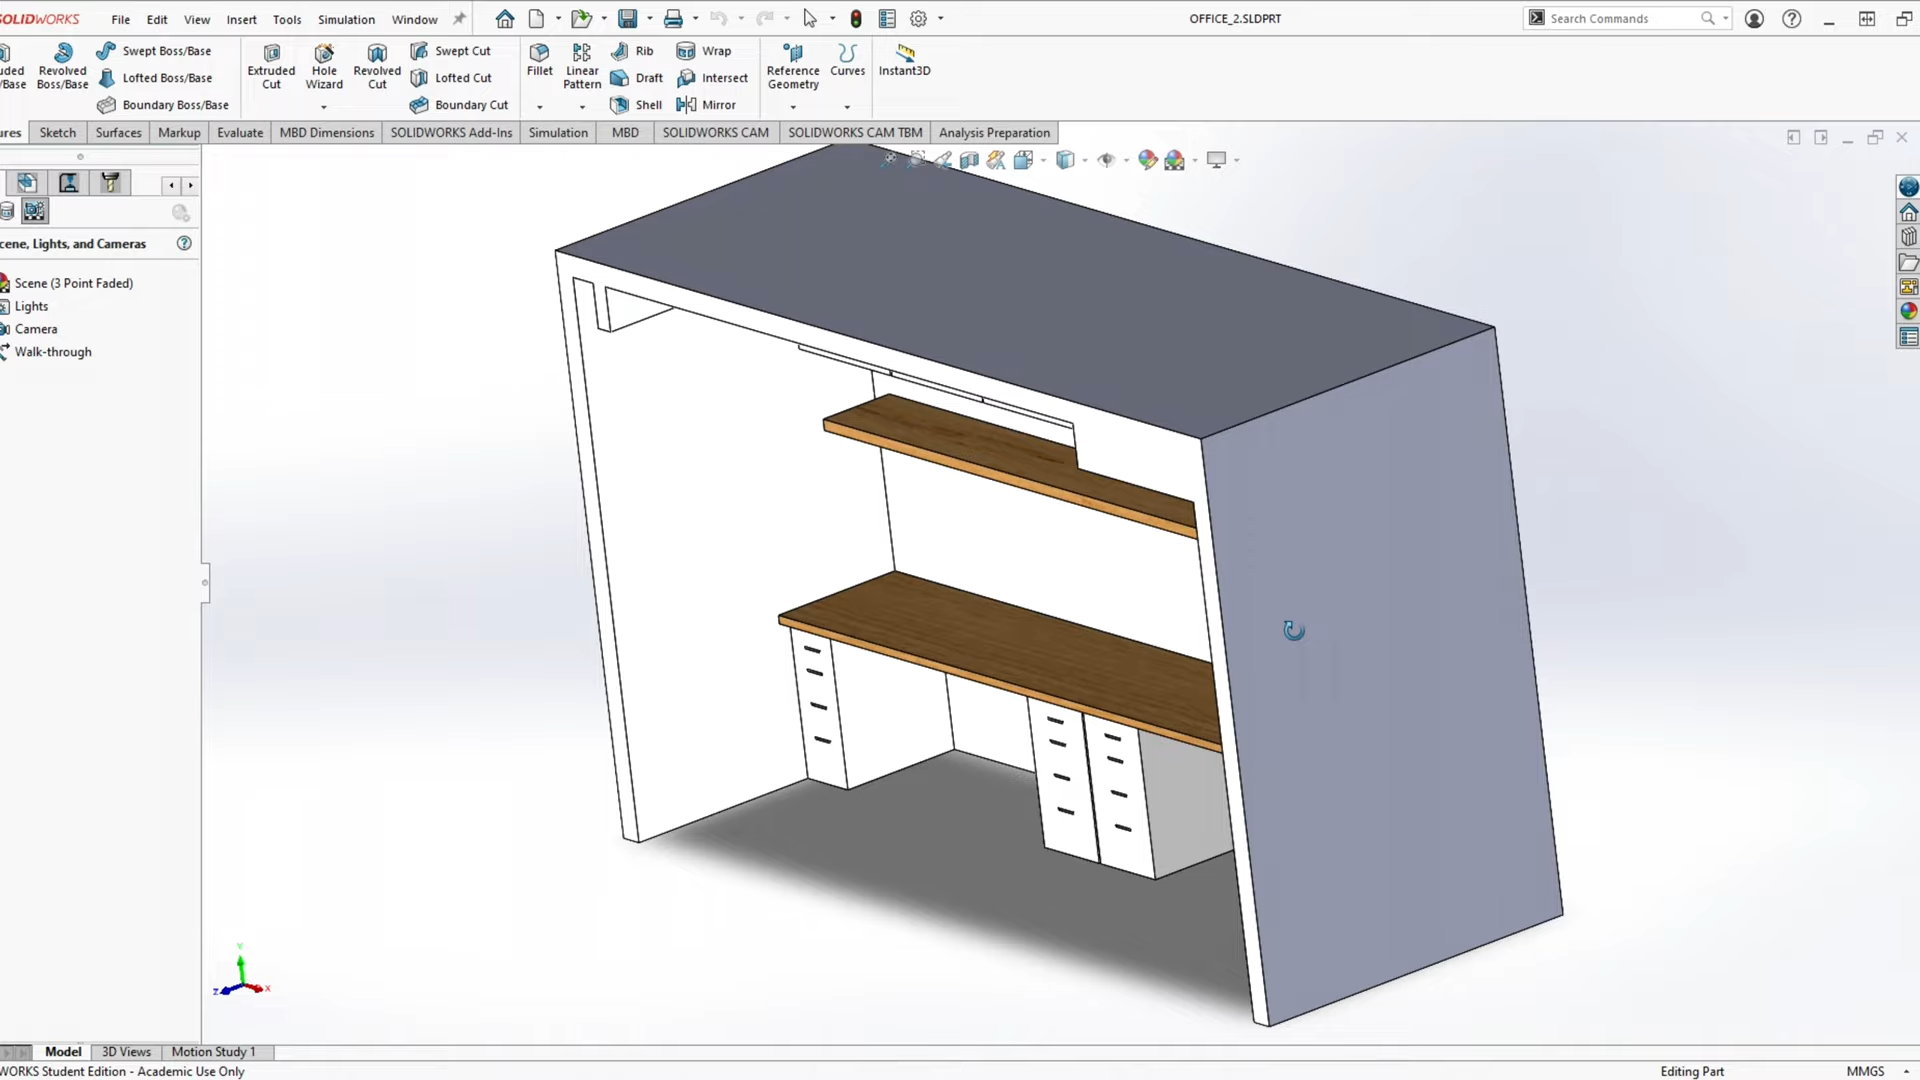 SOLIDWORKS File Edit View Insert Tools Simulation Window OFFICE_2.SLDPRT Search Commands
uded
/Base
Revolved
Boss/Base
Swept Boss/Base
Lofted Boss/Base
Boundary Boss/Base
Extruded
Cut
Hole
Wizard
Revolved
Cut
Swept Cut
Lofted Cut
Boundary Cut
Fillet
Linear
Pattern
Rib
Draft
Shell
Wrap
Intersect
Mirror
Reference
Geometry
Curves
Instant3D
ures Sketch Surfaces Markup Evaluate MBD Dimensions SOLIDWORKS Add-Ins Simulation MBD SOLIDWORKS CAM SOLIDWORKS CAM TBM Analysis Preparation
cene, Lights, and Cameras
Scene (3 Point Faded)
Lights
Camera
Walk-through
Y
Z X
Model 3D Views Motion Study 1
WORKS Student Edition - Academic Use Only Editing Part MMGS